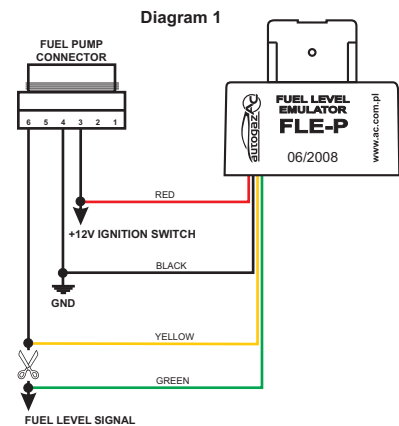 Diagram 1
FUEL PUMP
CONNECTOR
6 5 4 3 2 1
autogaz AC
FUEL LEVEL
EMULATOR
FLE-P
06/2008
www.ac.com.pl
RED
+12V IGNITION SWITCH
BLACK
GND
YELLOW
GREEN
FUEL LEVEL SIGNAL